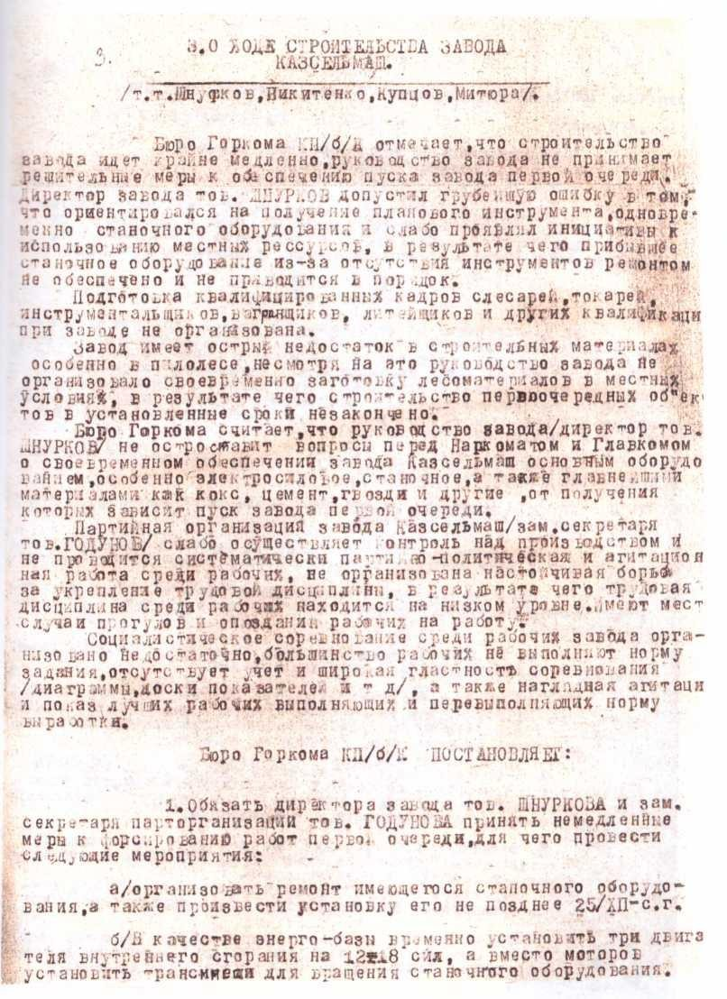 3.
3.О ХОДЕ СТРОИТЕЛЬСТВА ЗАВОДА
КАЗСЕЛЬМАШ.
/т.т.Шнурков,Никитенко,Купцов,Митюра/.
Бюро Горкома КП/б/К отмечает,что строительство
завода идет крайне медленно,руководство завода не принимает
решительные меры к обеспечению пуска завода первой очереди.
Директор завода тов. ШНУРКОВ допустил грубейшую ошибку в том,
что ориентировался на получение планового инструмента,одновре-
менно станочного оборудования и слабо проявлял инициативы к
использованию местных рессурсов, в результате чего прибывшее
станочное оборудование из-за отсутствия инструментов ремонтом
не обеспечено и не приводится в порядок.
Подготовка квалифицированных кадров слесарей,токарей,
инструментальщиков,вагранщиков, литейщиков и других квалификаци
при заводе не организована.
Завод имеет острый недостаток в строительных материалах
особенно в пилолесе,несмотря на это руководство завода не
организовало своевременно заготовку лесоматериалов в местных
условиях, в результате чего строительство первоочередных об"ек
тов в установленные сроки незакончено.
Бюро Горкома считает,что руководство завода/директор тов.
ШНУРКОВ/ не остроставит вопросы перед Наркоматом и Главкомом
о своевременном обеспечении завода Казсельмаш основным оборудо
ванием,особенно электросиловое,станочное,а также главнейшими
материалами как кокс, цемент,гвозди и другие ,от получения
которых зависит пуск завода первой очереди.
Партийная организаций завода Казсельмаш/зам.секретаря
тов.ГОДУНОВ/ слабо осуществляет контроль над производством и
не проводится систематически партийно-политическая и агитацион
ная работа среди рабочих, не организована настойчивая борьба
за укрепление трудовой дисциплины, в результате чего трудовая
дисциплина среди рабочих находится на низком уровне.Имеют мест
случаи прогулов и опоздании рабочих на работу.
Социалистическое соревнование среди рабочих завода орга-
низовано недостаточно,большинство рабочих не выполняют норму
задания,отсутствует учет и широкая гластность соревнования
/диаграммы,доски показателей и т д/, а также наглядная агитаци
и показ лучших рабочих выполняющих и перевыполняющих норму
выработки.
Бюро Горкома КП/б/К ПОСТАНОВЛЯЕТ:
1.Обязать директора завода тов. ШНУРКОВА и зам.
секретаря парторганизации тов. ГОДУНОВА принять немедленные
меры к форсированию работ первой очереди,для чего провести
следующие мероприятия:
а/организовать ремонт имеющегося станочного оборудо-
вания,а также произвести установку его не позднее 25/ХП-с.г.
б/В качестве энерго-базы временно установить три двига
теля внутреннего сгорания на 12-18 сил, а вместо моторов
установить трансмисси для вращения станочного оборудования.